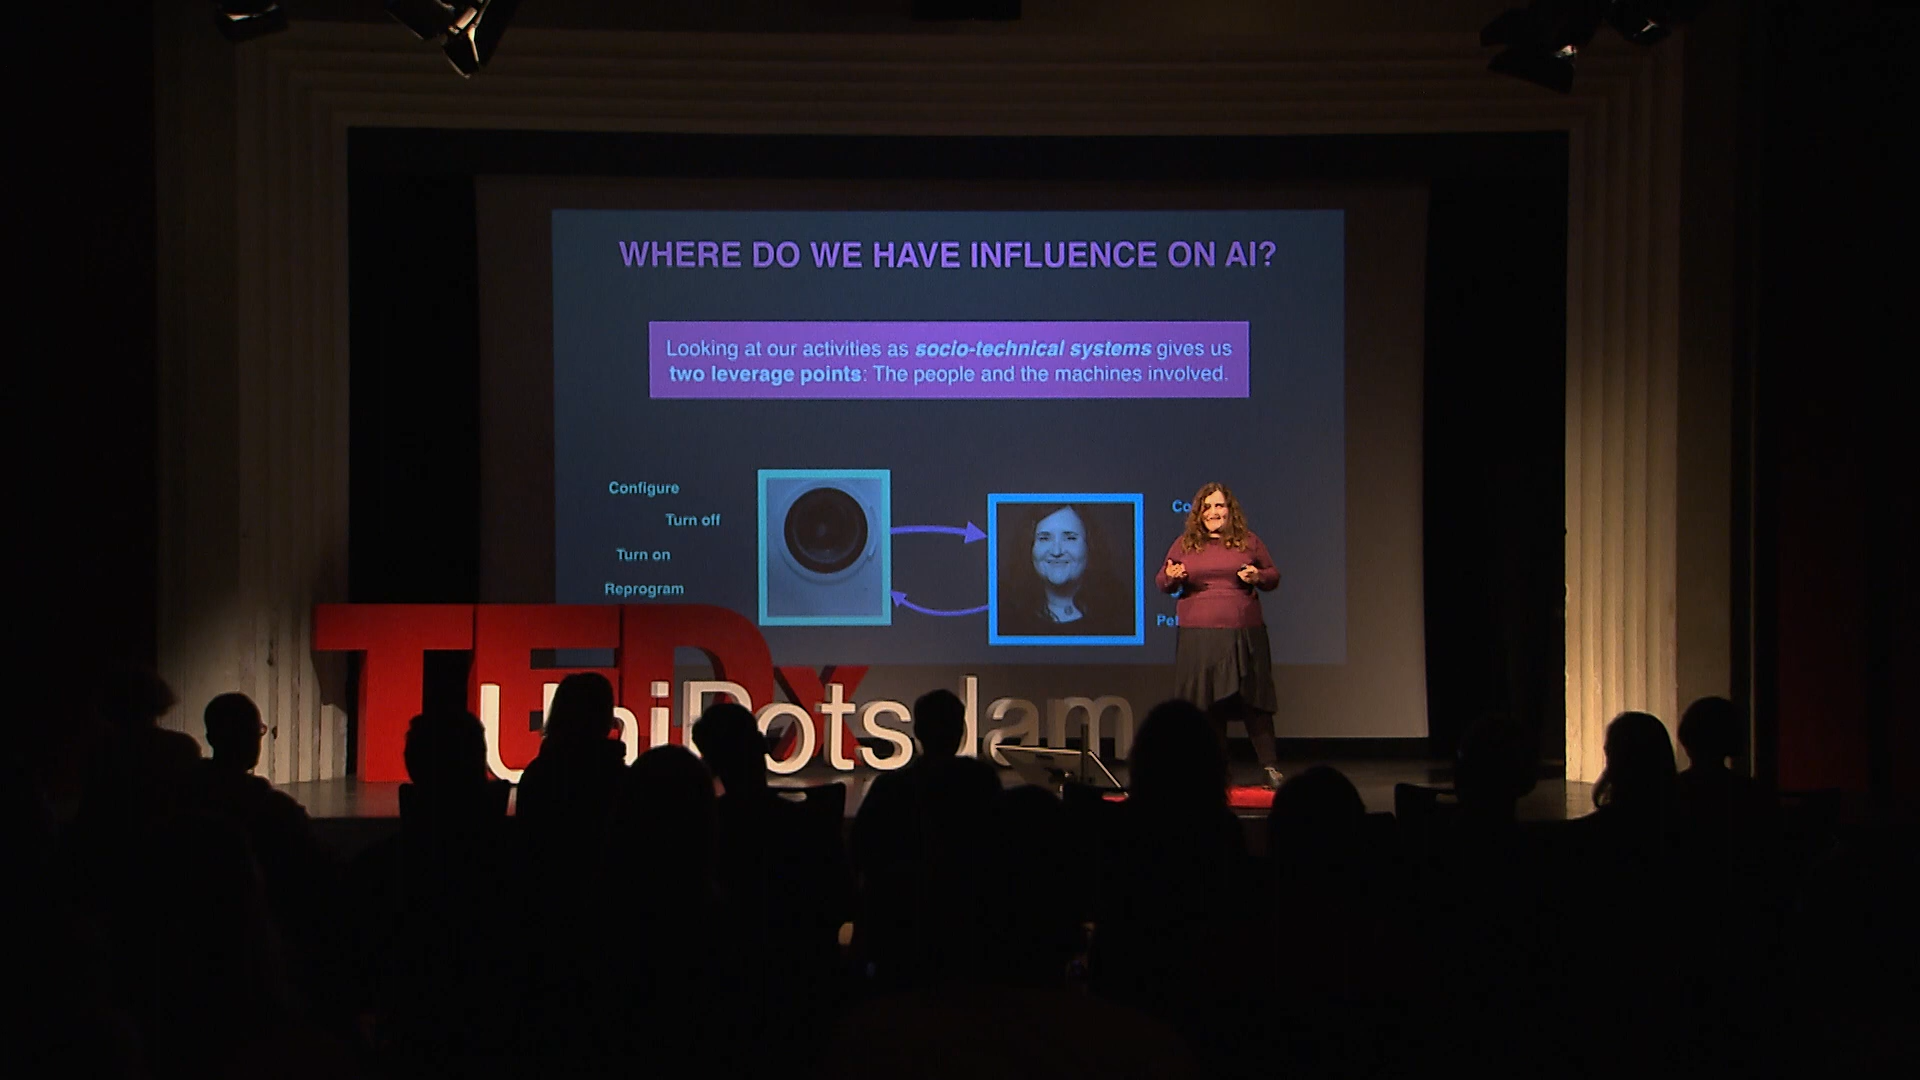 WHERE DO WE HAVE INFLUENCE ON AI?
Looking at our activities as socio-technical systems gives us
two leverage points: The people and the machines involved.
Configure
Turn off
Turn on
Reprogram
TEDx
UniPotsdam